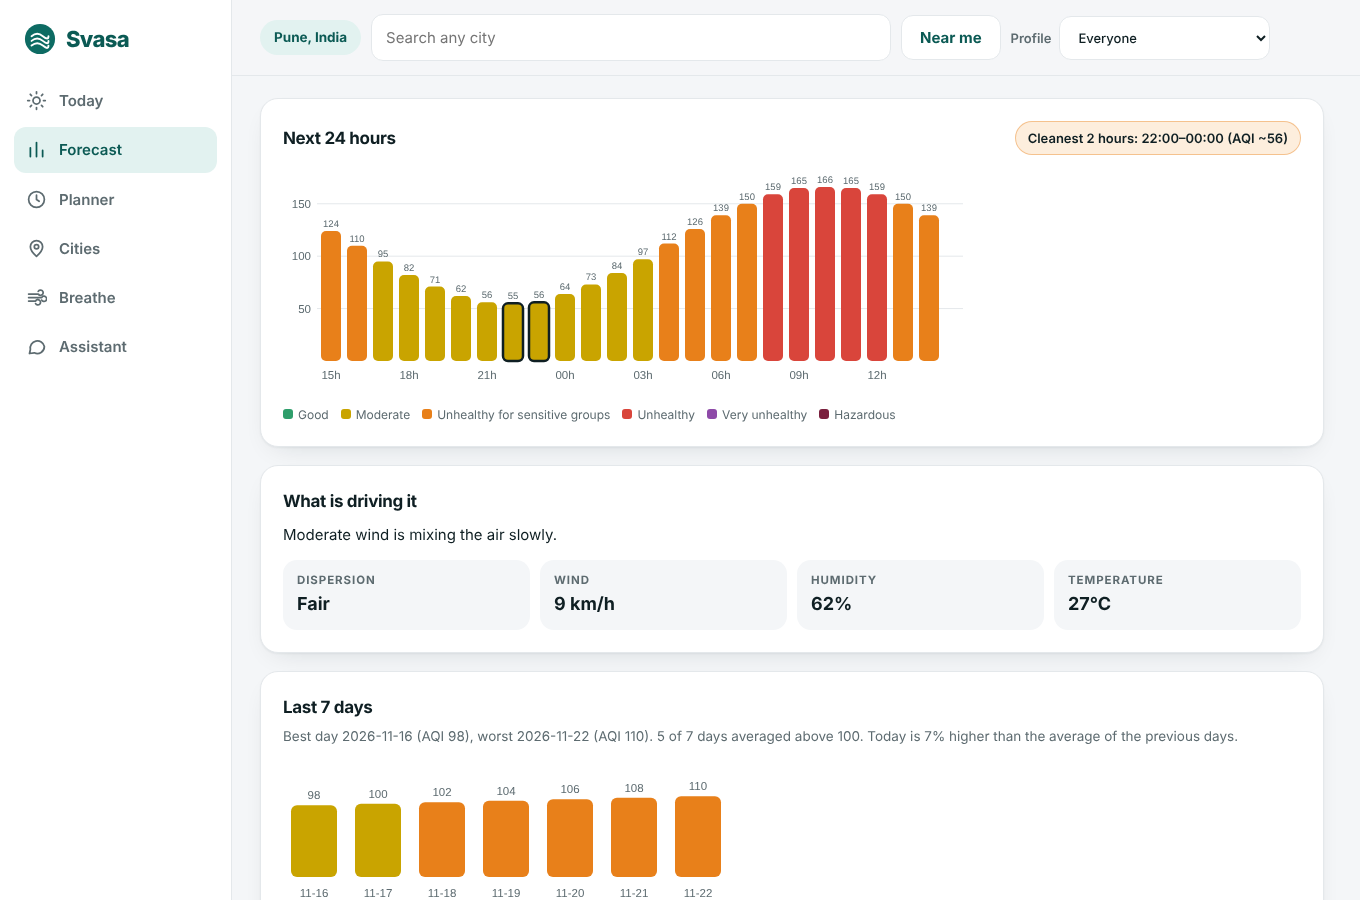 Svasa
Today
Forecast
Planner
Cities
Breathe
Assistant
Pune, India
Search any city
Near me
Profile
Everyone
Next 24 hours
Cleanest 2 hours: 22:00–00:00 (AQI ~56)
150
100
50
124 110 95 82 71 62 56 55 56 64 73 84 97 112 126 139 150 159 165 166 165 159 150 139
15h 18h 21h 00h 03h 06h 09h 12h
Good Moderate Unhealthy for sensitive groups Unhealthy Very unhealthy Hazardous
What is driving it
Moderate wind is mixing the air slowly.
DISPERSION
Fair
WIND
9 km/h
HUMIDITY
62%
TEMPERATURE
27°C
Last 7 days
Best day 2026-11-16 (AQI 98), worst 2026-11-22 (AQI 110). 5 of 7 days averaged above 100. Today is 7% higher than the average of the previous days.
98 100 102 104 106 108 110
11-16 11-17 11-18 11-19 11-20 11-21 11-22